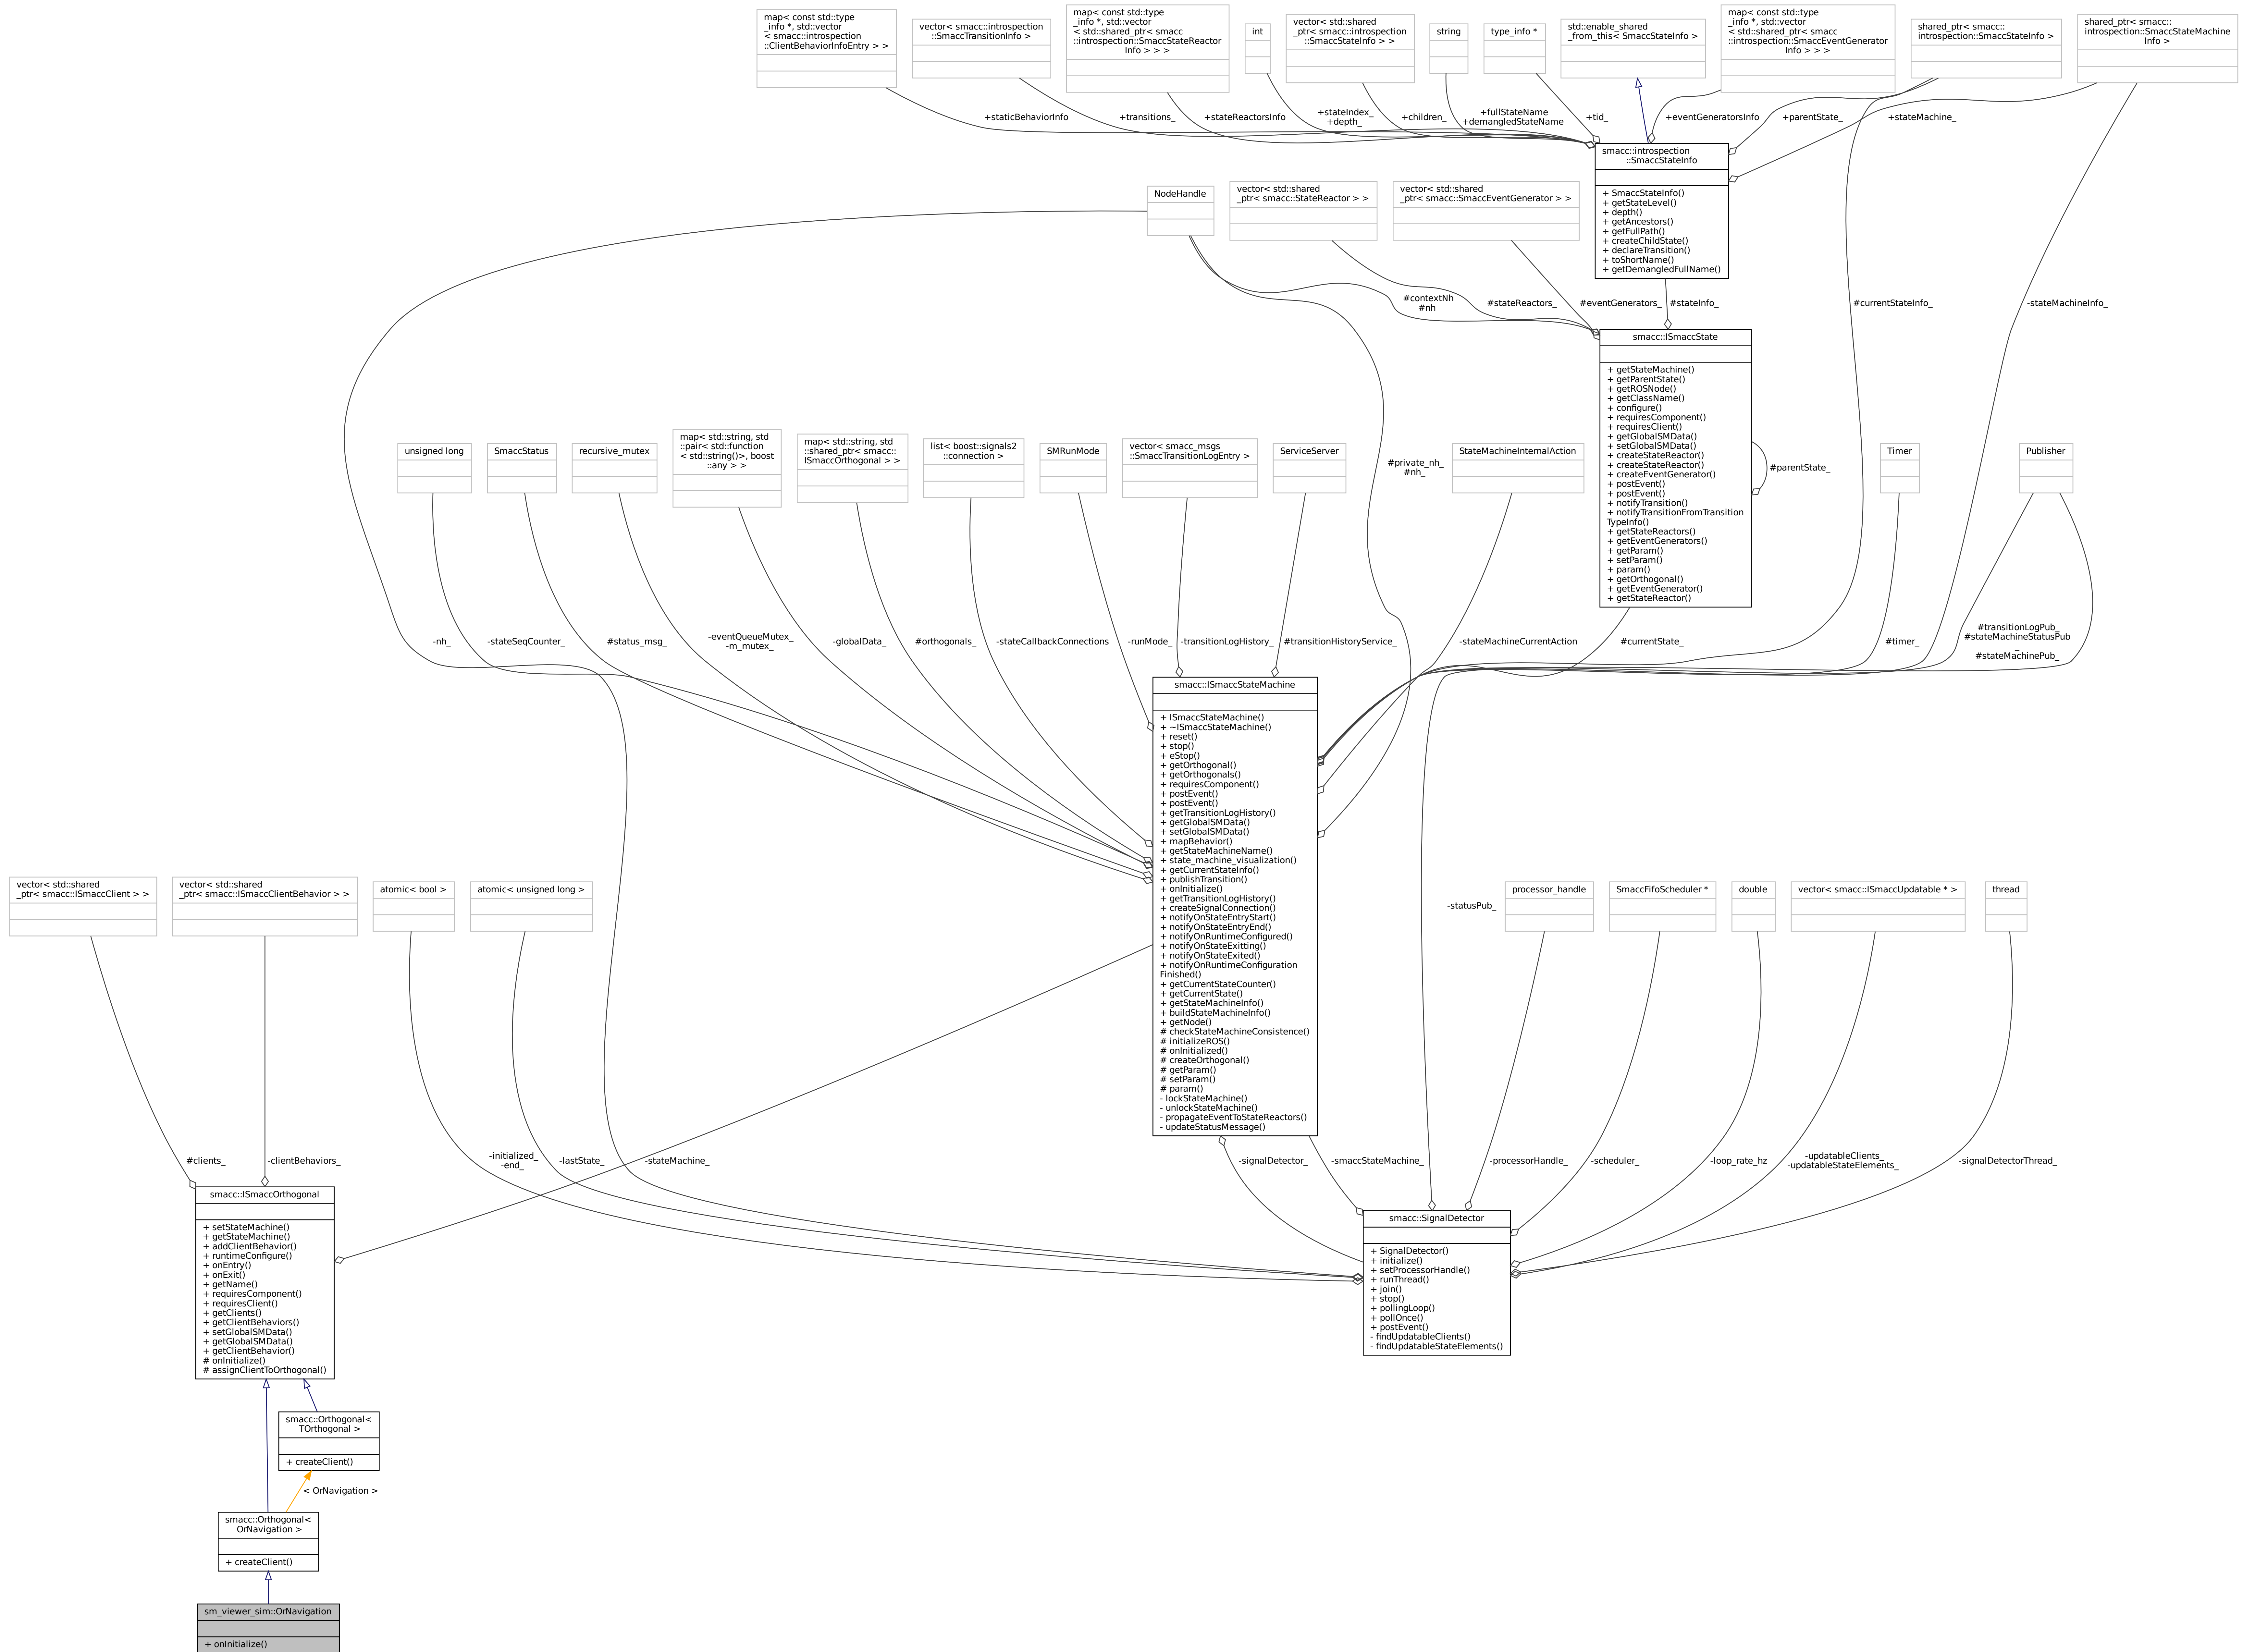 map< const std::type
_info *, std::vector
< smacc::introspection
::ClientBehaviorInfoEntry > >
vector< smacc::introspection
::SmaccTransitionInfo >
map< const std::type
_info *, std::vector
< std::shared_ptr< smacc
::introspection::SmaccStateReactor
Info > > >
int
vector< std::shared
_ptr< smacc::introspection
::SmaccStateInfo > >
string
type_info *
std::enable_shared
_from_this< SmaccStateInfo >
map< const std::type
_info *, std::vector
< std::shared_ptr< smacc
::introspection::SmaccEventGenerator
Info > > >
shared_ptr< smacc::
introspection::SmaccStateInfo >
shared_ptr< smacc::
introspection::SmaccStateMachine
Info >
+staticBehaviorInfo
+transitions_
+stateReactorsInfo
+stateIndex_
+depth_
+children_
+fullStateName
+demangledStateName
+tid_
+eventGeneratorsInfo
+parentState_
+stateMachine_
smacc::introspection
::SmaccStateInfo
+ SmaccStateInfo()
+ getStateLevel()
+ depth()
+ getAncestors()
+ getFullPath()
+ createChildState()
+ declareTransition()
+ toShortName()
+ getDemangledFullName()
NodeHandle
vector< std::shared
_ptr< smacc::StateReactor > >
vector< std::shared
_ptr< smacc::SmaccEventGenerator > >
#contextNh
#nh
#stateReactors_
#eventGenerators_
#stateInfo_
#currentStateInfo_
-stateMachineInfo_
smacc::ISmaccState
+ getStateMachine()
+ getParentState()
+ getROSNode()
+ getClassName()
+ configure()
+ requiresComponent()
+ requiresClient()
+ getGlobalSMData()
+ setGlobalSMData()
+ createStateReactor()
+ createStateReactor()
+ createEventGenerator()
+ postEvent()
+ postEvent()
+ notifyTransition()
+ notifyTransitionFromTransition
TypeInfo()
+ getStateReactors()
+ getEventGenerators()
+ getParam()
+ setParam()
+ param()
+ getOrthogonal()
+ getEventGenerator()
+ getStateReactor()
#parentState_
unsigned long
SmaccStatus
recursive_mutex
map< std::string, std
::pair< std::function
< std::string()>, boost
::any > >
map< std::string, std
::shared_ptr< smacc::
ISmaccOrthogonal > >
list< boost::signals2
::connection >
SMRunMode
vector< smacc_msgs
::SmaccTransitionLogEntry >
ServiceServer
#private_nh_
#nh_
StateMachineInternalAction
Timer
Publisher
-nh_
-stateSeqCounter_
#status_msg_
-eventQueueMutex_
-m_mutex_
-globalData_
#orthogonals_
-stateCallbackConnections
-runMode_
-transitionLogHistory_
#transitionHistoryService_
-stateMachineCurrentAction
#currentState_
#timer_
#transitionLogPub_
#stateMachineStatusPub
_
#stateMachinePub_
smacc::ISmaccStateMachine
+ ISmaccStateMachine()
+ ~ISmaccStateMachine()
+ reset()
+ stop()
+ eStop()
+ getOrthogonal()
+ getOrthogonals()
+ requiresComponent()
+ postEvent()
+ postEvent()
+ getTransitionLogHistory()
+ getGlobalSMData()
+ setGlobalSMData()
+ mapBehavior()
+ getStateMachineName()
+ state_machine_visualization()
+ getCurrentStateInfo()
+ publishTransition()
+ onInitialize()
+ getTransitionLogHistory()
+ createSignalConnection()
+ notifyOnStateEntryStart()
+ notifyOnStateEntryEnd()
+ notifyOnRuntimeConfigured()
+ notifyOnStateExitting()
+ notifyOnStateExited()
+ notifyOnRuntimeConfiguration
Finished()
+ getCurrentStateCounter()
+ getCurrentState()
+ getStateMachineInfo()
+ buildStateMachineInfo()
+ getNode()
# checkStateMachineConsistence()
# initializeROS()
# onInitialized()
# createOrthogonal()
# getParam()
# setParam()
# param()
- lockStateMachine()
- unlockStateMachine()
- propagateEventToStateReactors()
- updateStatusMessage()
vector< std::shared
_ptr< smacc::ISmaccClient > >
vector< std::shared
_ptr< smacc::ISmaccClientBehavior > >
atomic< bool >
atomic< unsigned long >
-statusPub_
processor_handle
SmaccFifoScheduler *
double
vector< smacc::ISmaccUpdatable * >
thread
#clients_
-clientBehaviors_
-initialized_
-end_
-lastState_
-stateMachine_
-signalDetector_
-smaccStateMachine_
-processorHandle_
-scheduler_
-loop_rate_hz
-updatableClients_
-updatableStateElements_
-signalDetectorThread_
smacc::ISmaccOrthogonal
+ setStateMachine()
+ getStateMachine()
+ addClientBehavior()
+ runtimeConfigure()
+ onEntry()
+ onExit()
+ getName()
+ requiresComponent()
+ requiresClient()
+ getClients()
+ getClientBehaviors()
+ setGlobalSMData()
+ getGlobalSMData()
+ getClientBehavior()
# onInitialize()
# assignClientToOrthogonal()
smacc::SignalDetector
+ SignalDetector()
+ initialize()
+ setProcessorHandle()
+ runThread()
+ join()
+ stop()
+ pollingLoop()
+ pollOnce()
+ postEvent()
- findUpdatableClients()
- findUpdatableStateElements()
smacc::Orthogonal<
TOrthogonal >
+ createClient()
< OrNavigation >
smacc::Orthogonal<
OrNavigation >
+ createClient()
sm_viewer_sim::OrNavigation
+ onInitialize()